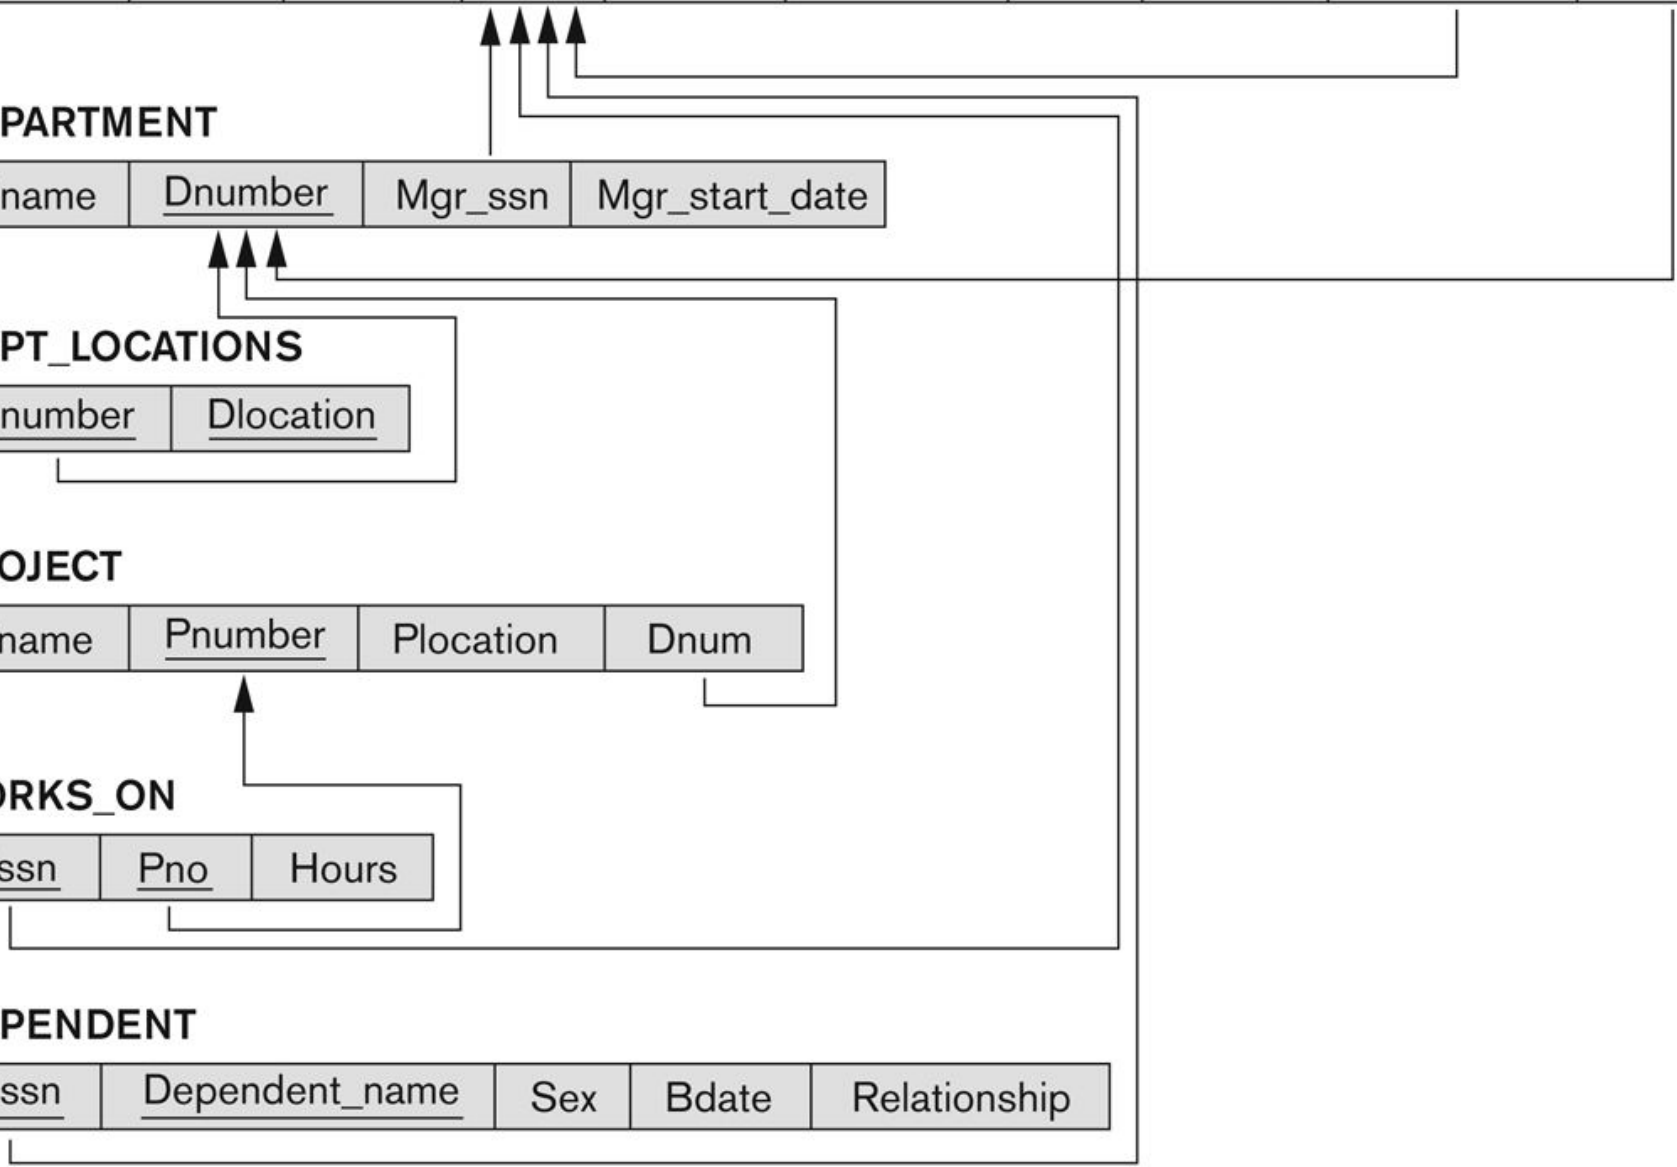 PARTMENT
name Dnumber Mgr_ssn Mgr_start_date
PT_LOCATIONS
number Dlocation
OJECT
name Pnumber Plocation Dnum
ORKS_ON
ssn Pno Hours
PENDENT
ssn Dependent_name Sex Bdate Relationship